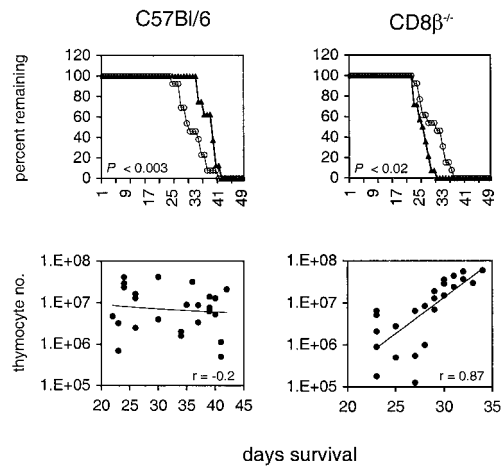 C57Bl/6
CD8β-/-
percent remaining
120
100
80
60
40
20
0
P < 0.003
1
9
17
25
33
41
49
120
100
80
60
40
20
0
P < 0.02
1
9
17
25
33
41
49
thymocyte no.
1.E+08
1.E+07
1.E+06
1.E+05
r = -0.2
20
25
30
35
40
45
1.E+08
1.E+07
1.E+06
1.E+05
r = 0.87
20
25
30
35
days survival